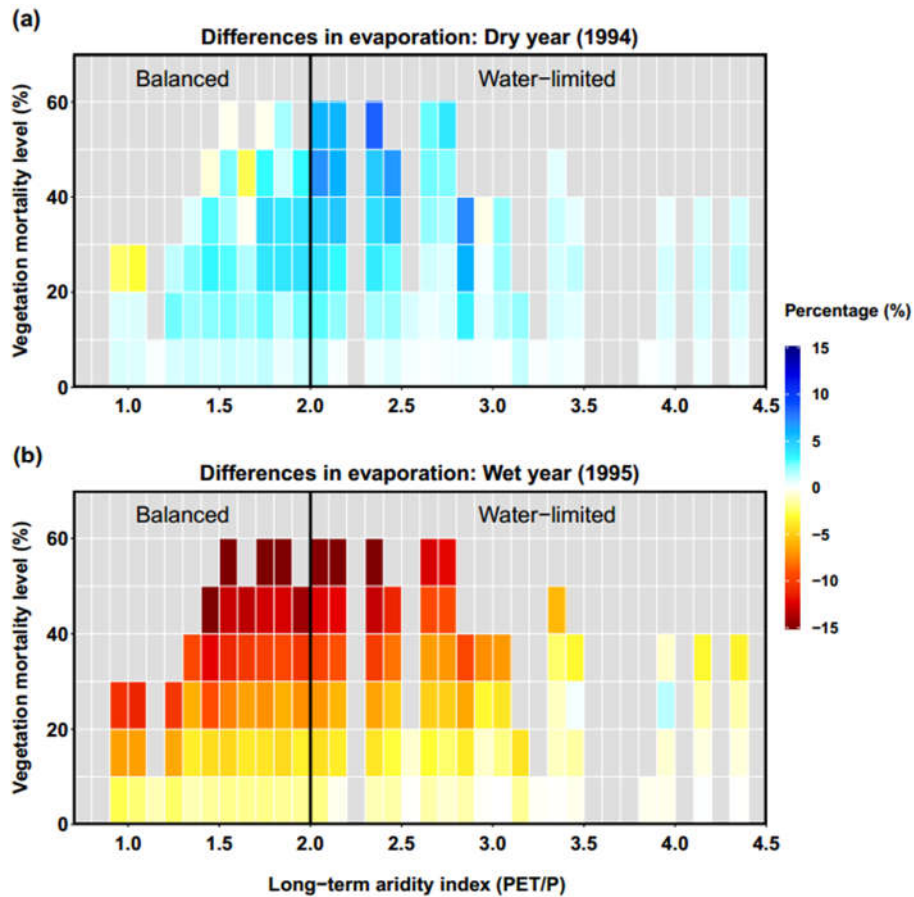 (a)
Differences in evaporation: Dry year (1994)
Balanced
Water−limited
Vegetation mortality level (%)
60
40
20
0
1.0
1.5
2.0
2.5
3.0
3.5
4.0
4.5
Percentage (%)
15
10
5
0
−5
−10
−15
(b)
Differences in evaporation: Wet year (1995)
Balanced
Water−limited
Vegetation mortality level (%)
60
40
20
0
1.0
1.5
2.0
2.5
3.0
3.5
4.0
4.5
Long−term aridity index (PET/P)